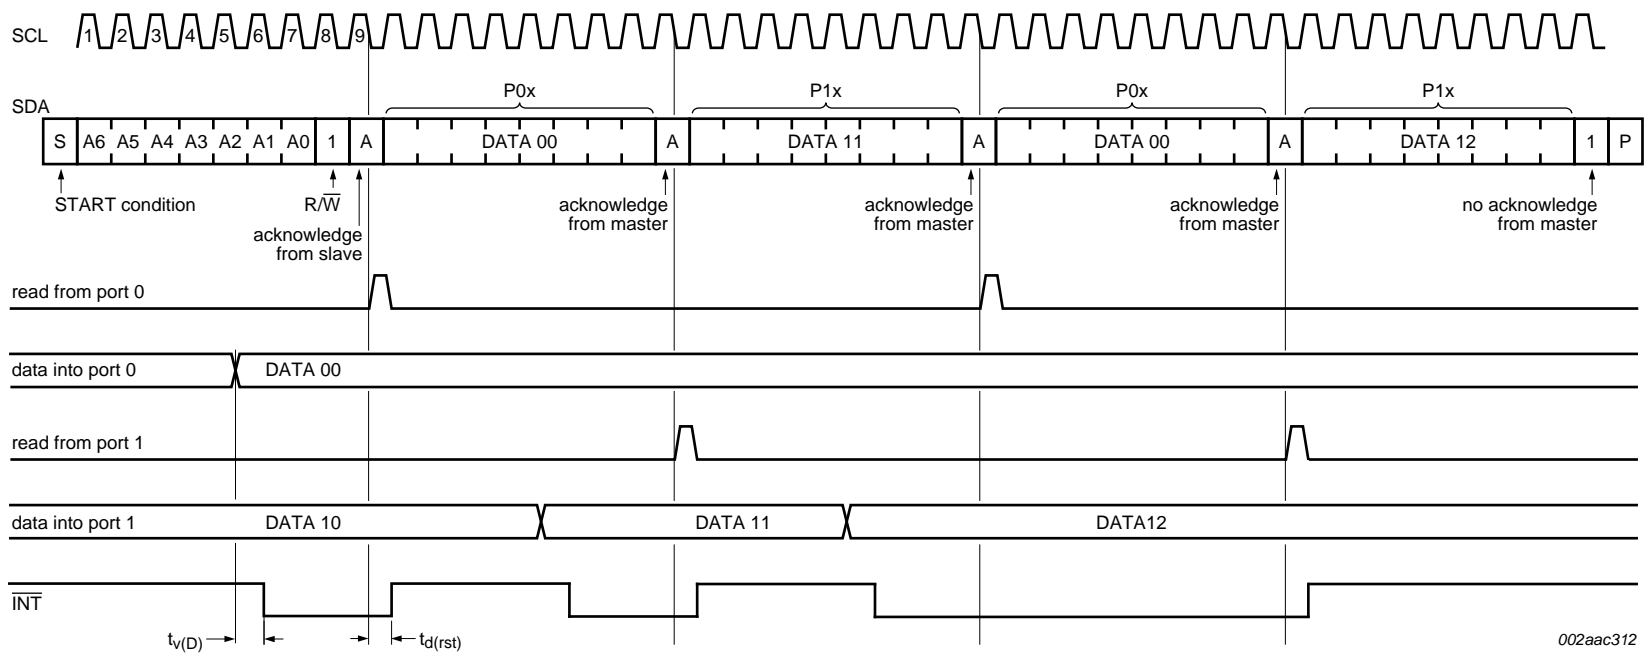 SCL 1 2 3 4 5 6 7 8 9
P0x P1x P0x P1x
SDA
S A6 A5 A4 A3 A2 A1 A0 1 A DATA 00 A DATA 11 A DATA 00 A DATA 12 1 P
START condition R/W̅ acknowledge from master acknowledge from master acknowledge from master no acknowledge from master
acknowledge
from slave
read from port 0
data into port 0 DATA 00
read from port 1
data into port 1 DATA 10 DATA 11 DATA12
I̅N̅T̅
tv(D) td(rst)
002aac312